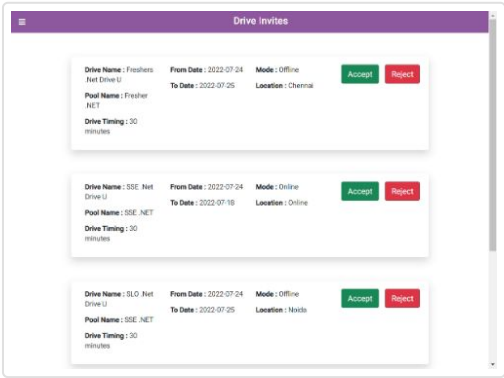 Drive Invites
Drive Name : Freshers .Net Drive U
Pool Name : Fresher .NET
Drive Timing : 30 minutes
From Date : 2022-07-24
To Date : 2022-07-25
Mode : Offline
Location : Chennai
Accept
Reject
Drive Name : SSE .Net Drive U
Pool Name : SSE .NET
Drive Timing : 30 minutes
From Date : 2022-07-24
To Date : 2022-07-18
Mode : Online
Location : Online
Accept
Reject
Drive Name : SLO .Net Drive U
Pool Name : SSE .NET
Drive Timing : 30 minutes
From Date : 2022-07-24
To Date : 2022-07-25
Mode : Offline
Location : Noida
Accept
Reject